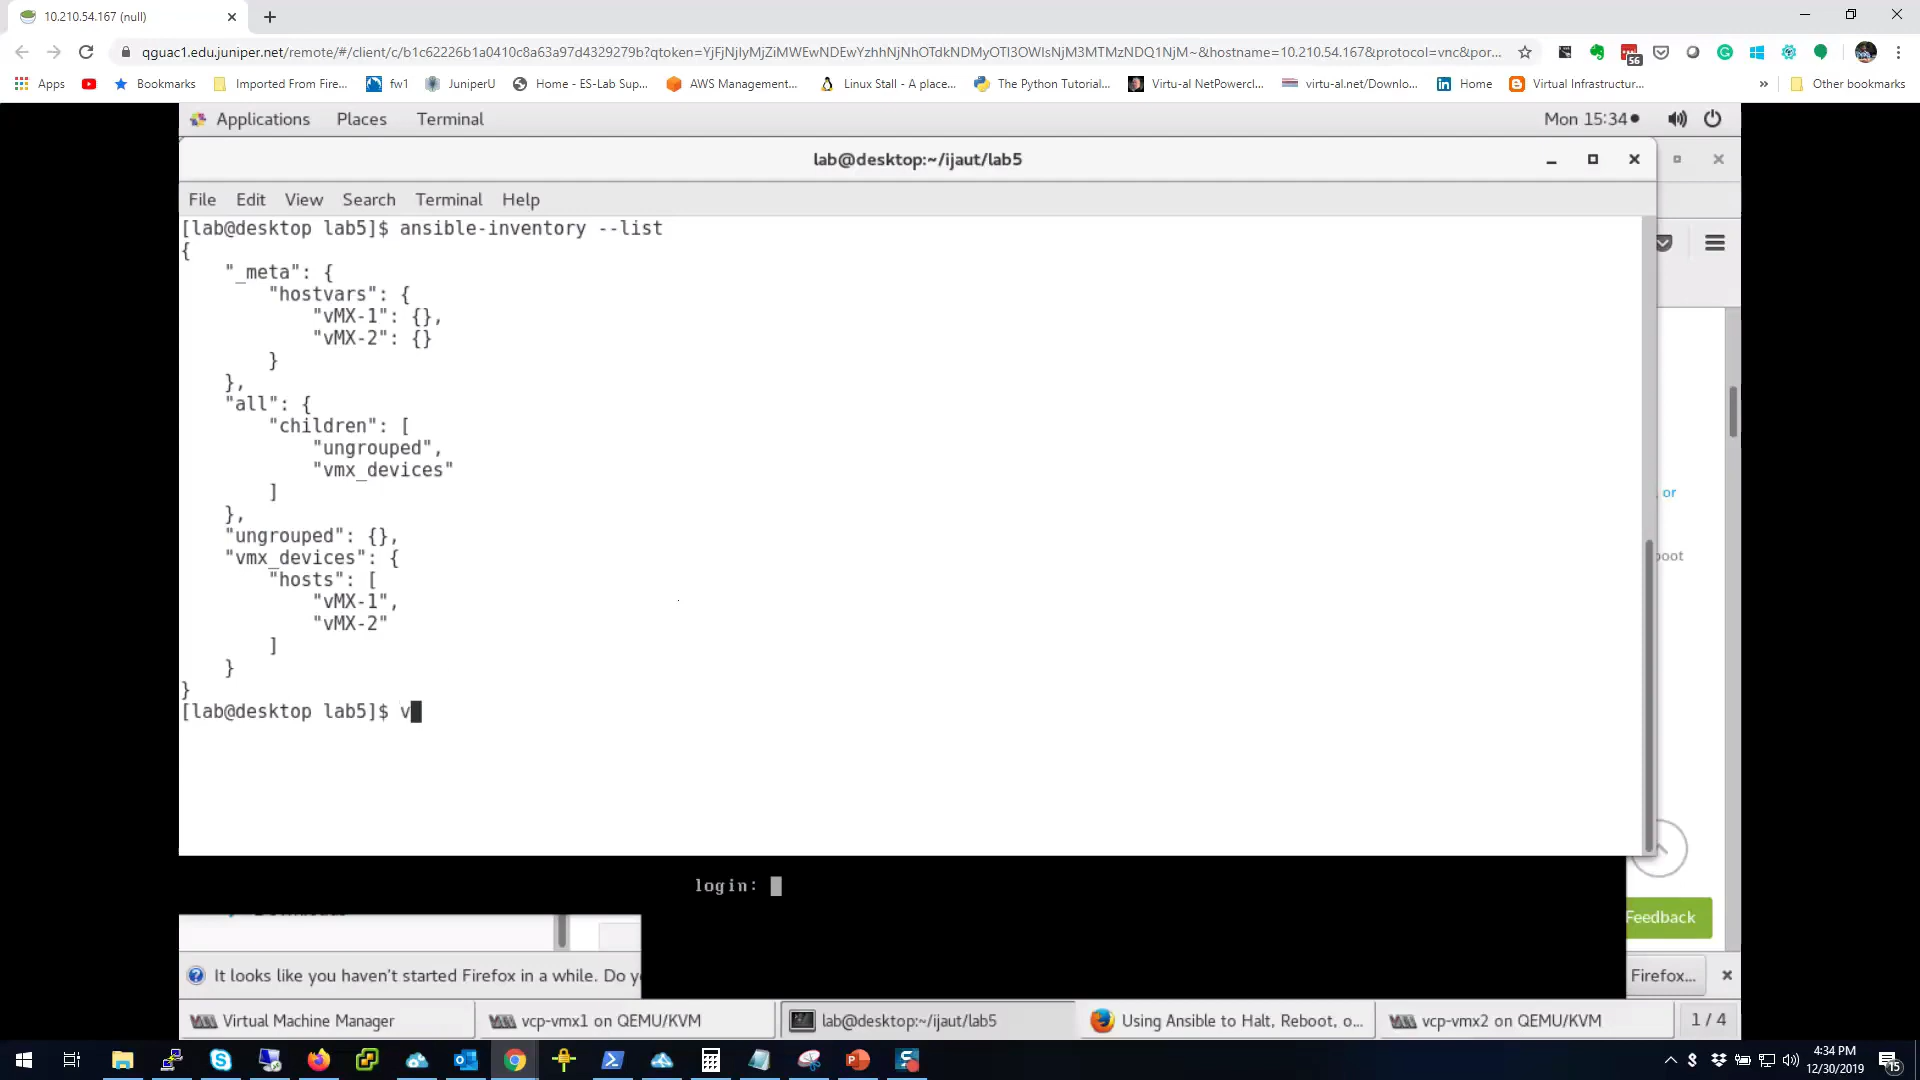 10.210.54.167 (null)
qguac1.edu.juniper.net/remote/#/client/c/b1c62226b1a0410c8a63a97d4329279b?qtoken=YjFjNjIyMjZiMWEwNDEwYzhhNjNhOTdkNDMyOTI3OWIsNjM3MTMzNDQ1NjM~&hostname=10.210.54.167&protocol=vnc&por...
56
Apps
Bookmarks
Imported From Fire...
fw1
JuniperU
Home - ES-Lab Sup...
AWS Management...
Linux Stall - A place...
The Python Tutorial...
Virtu-al NetPowercl...
virtu-al.net/Downlo...
Home
Virtual Infrastructur...
»
Other bookmarks
Applications Places Terminal
Mon 15:34
lab@desktop:~/ijaut/lab5
File Edit View Search Terminal Help
[lab@desktop lab5]$ ansible-inventory --list
{
    "_meta": {
        "hostvars": {
            "vMX-1": {},
            "vMX-2": {}
        }
    },
    "all": {
        "children": [
            "ungrouped",
            "vmx_devices"
        ]
    },
    "ungrouped": {},
    "vmx_devices": {
        "hosts": [
            "vMX-1",
            "vMX-2"
        ]
    }
}
[lab@desktop lab5]$ v
, or
login:
Feedback
It looks like you haven't started Firefox in a while. Do yo
Firefox...
Virtual Machine Manager
vcp-vmx1 on QEMU/KVM
lab@desktop:~/ijaut/lab5
Using Ansible to Halt, Reboot, o...
vcp-vmx2 on QEMU/KVM
1 / 4
4:34 PM
12/30/2019
15